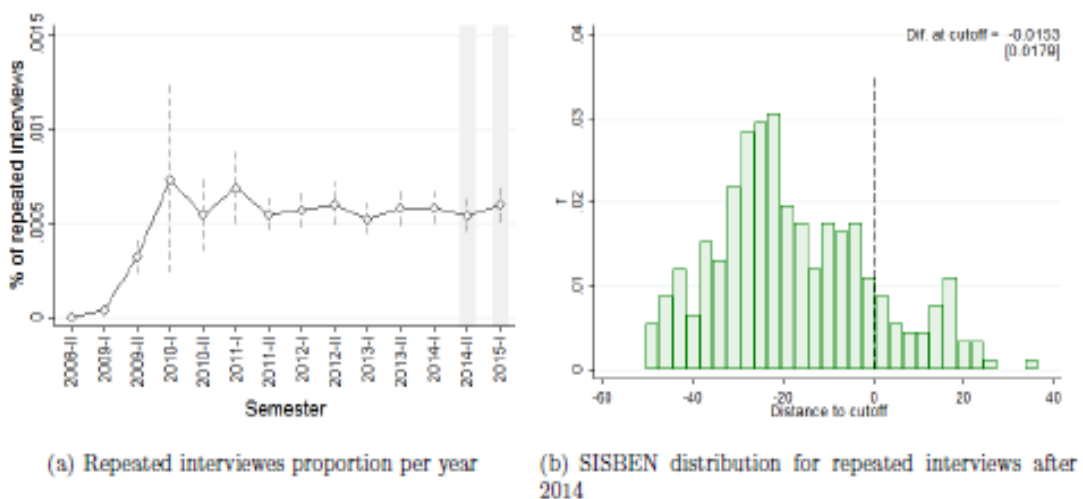 .0015
.001
.0005
0
% of repeated interviews
2008-II
2009-I
2009-II
2010-I
2010-II
2011-I
2011-II
2012-I
2012-II
2013-I
2013-II
2014-I
2014-II
2015-I
Semester
(a) Repeated interviewes proportion per year
Dif. at cutoff = -0.0153
[0.0179]
.04
.03
.02
.01
0
f
-60
-40
-20
0
20
40
Distance to cutoff
(b) SISBEN distribution for repeated interviews after
2014